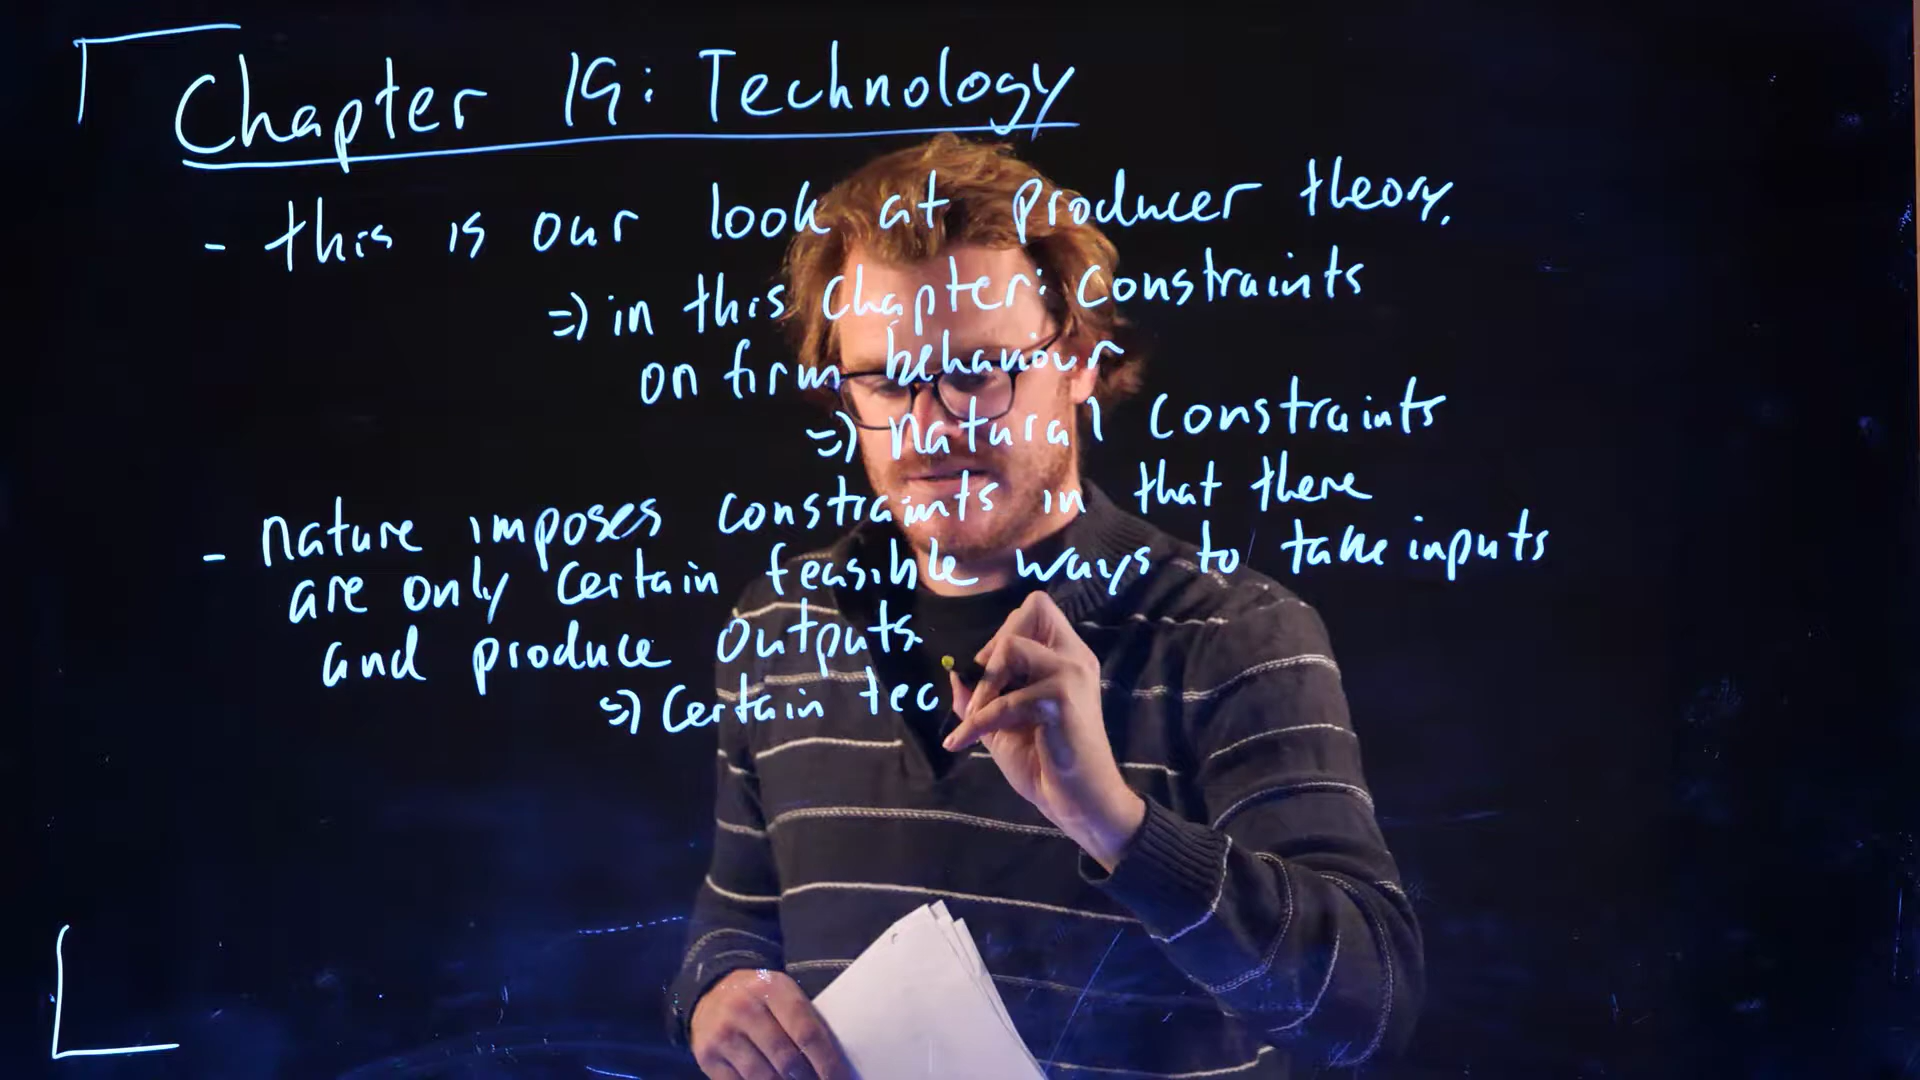 Chapter 19: Technology
- this is our look at producer theory.
=> in this chapter: constraints
on firm behaviour
=> natural constraints
- nature imposes constraints in that there
are only certain feasible ways to take inputs
and produce outputs.
=> certain tec